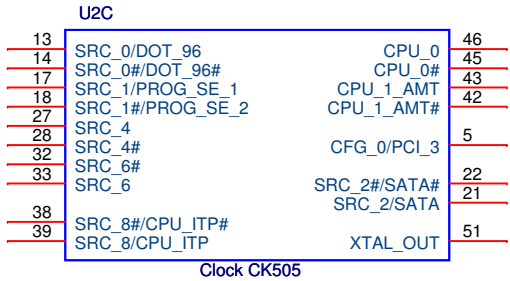 U2C
13 SRC_0/DOT_96 CPU_0 46
14 SRC_0#/DOT_96# CPU_0# 45
17 SRC_1/PROG_SE_1 CPU_1_AMT 43
18 SRC_1#/PROG_SE_2 CPU_1_AMT# 42
27 SRC_4
28 SRC_4# CFG_0/PCI_3 5
32 SRC_6#
33 SRC_6 SRC_2#/SATA# 22
SRC_2/SATA 21
38 SRC_8#/CPU_ITP#
39 SRC_8/CPU_ITP XTAL_OUT 51
Clock CK505